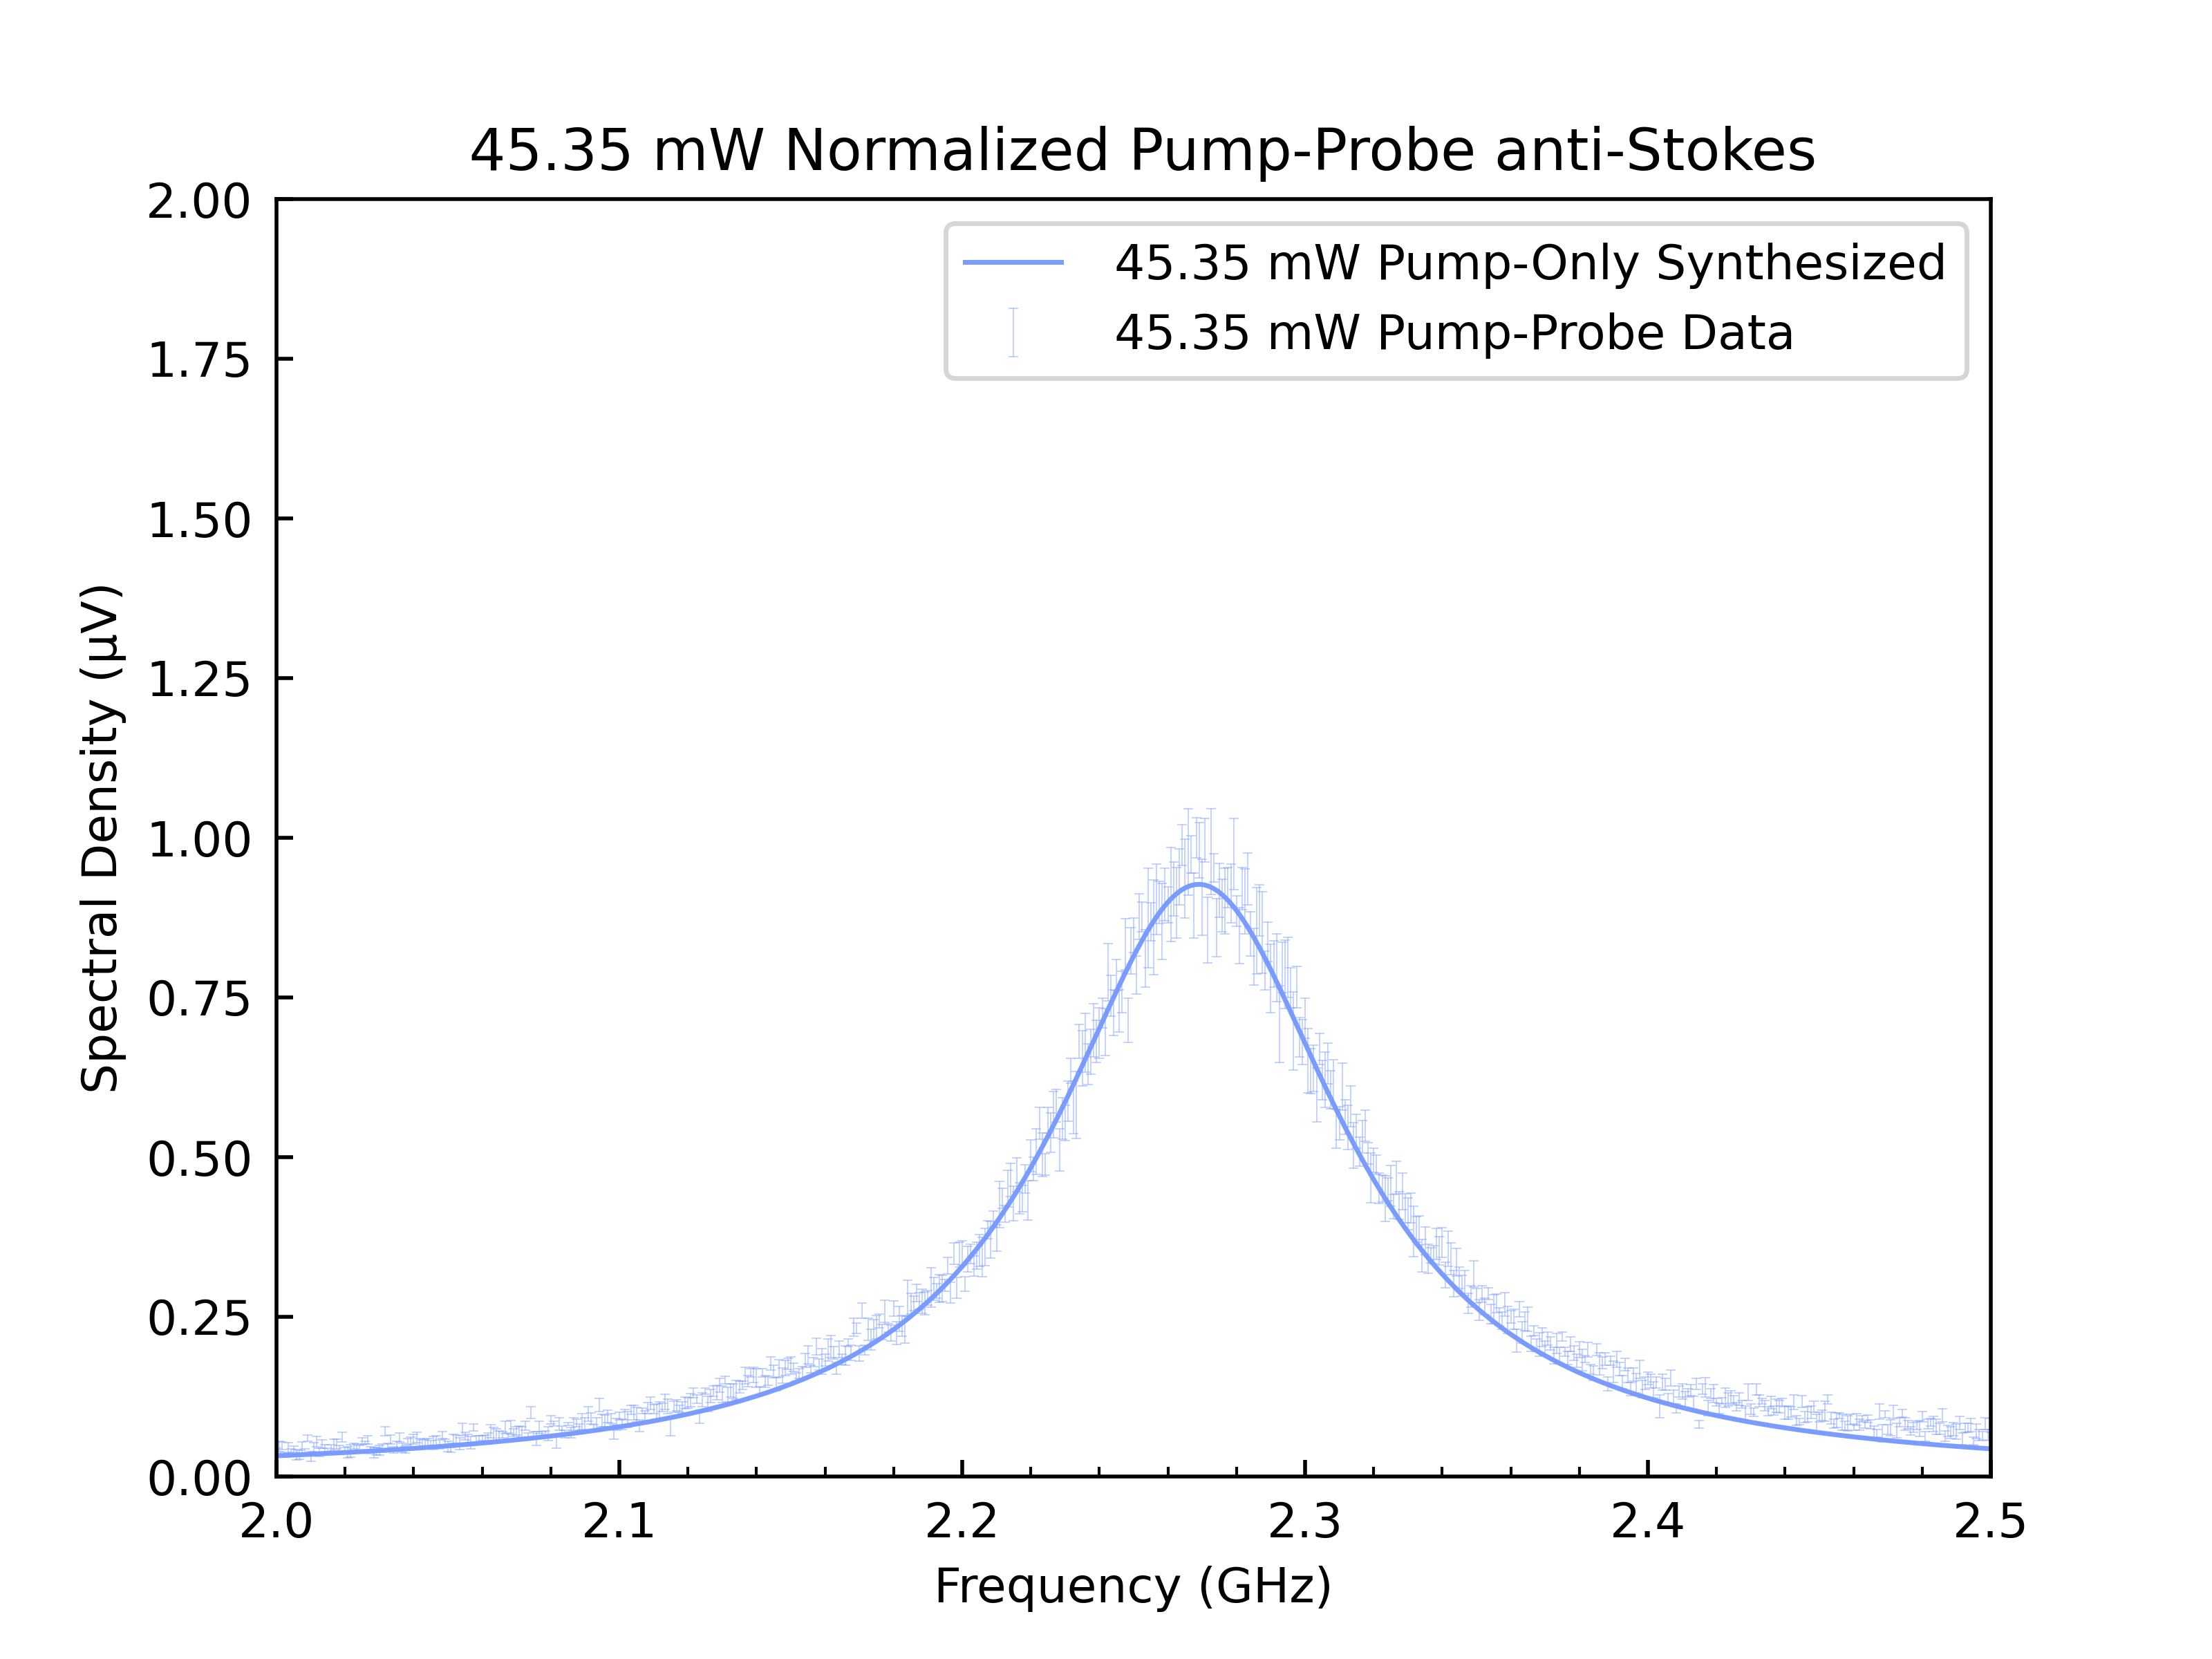 45.35 mW Normalized Pump-Probe anti-Stokes
45.35 mW Pump-Only Synthesized
45.35 mW Pump-Probe Data
2.00
1.75
1.50
1.25
1.00
0.75
0.50
0.25
0.00
Spectral Density (µV)
2.0 2.1 2.2 2.3 2.4 2.5
Frequency (GHz)